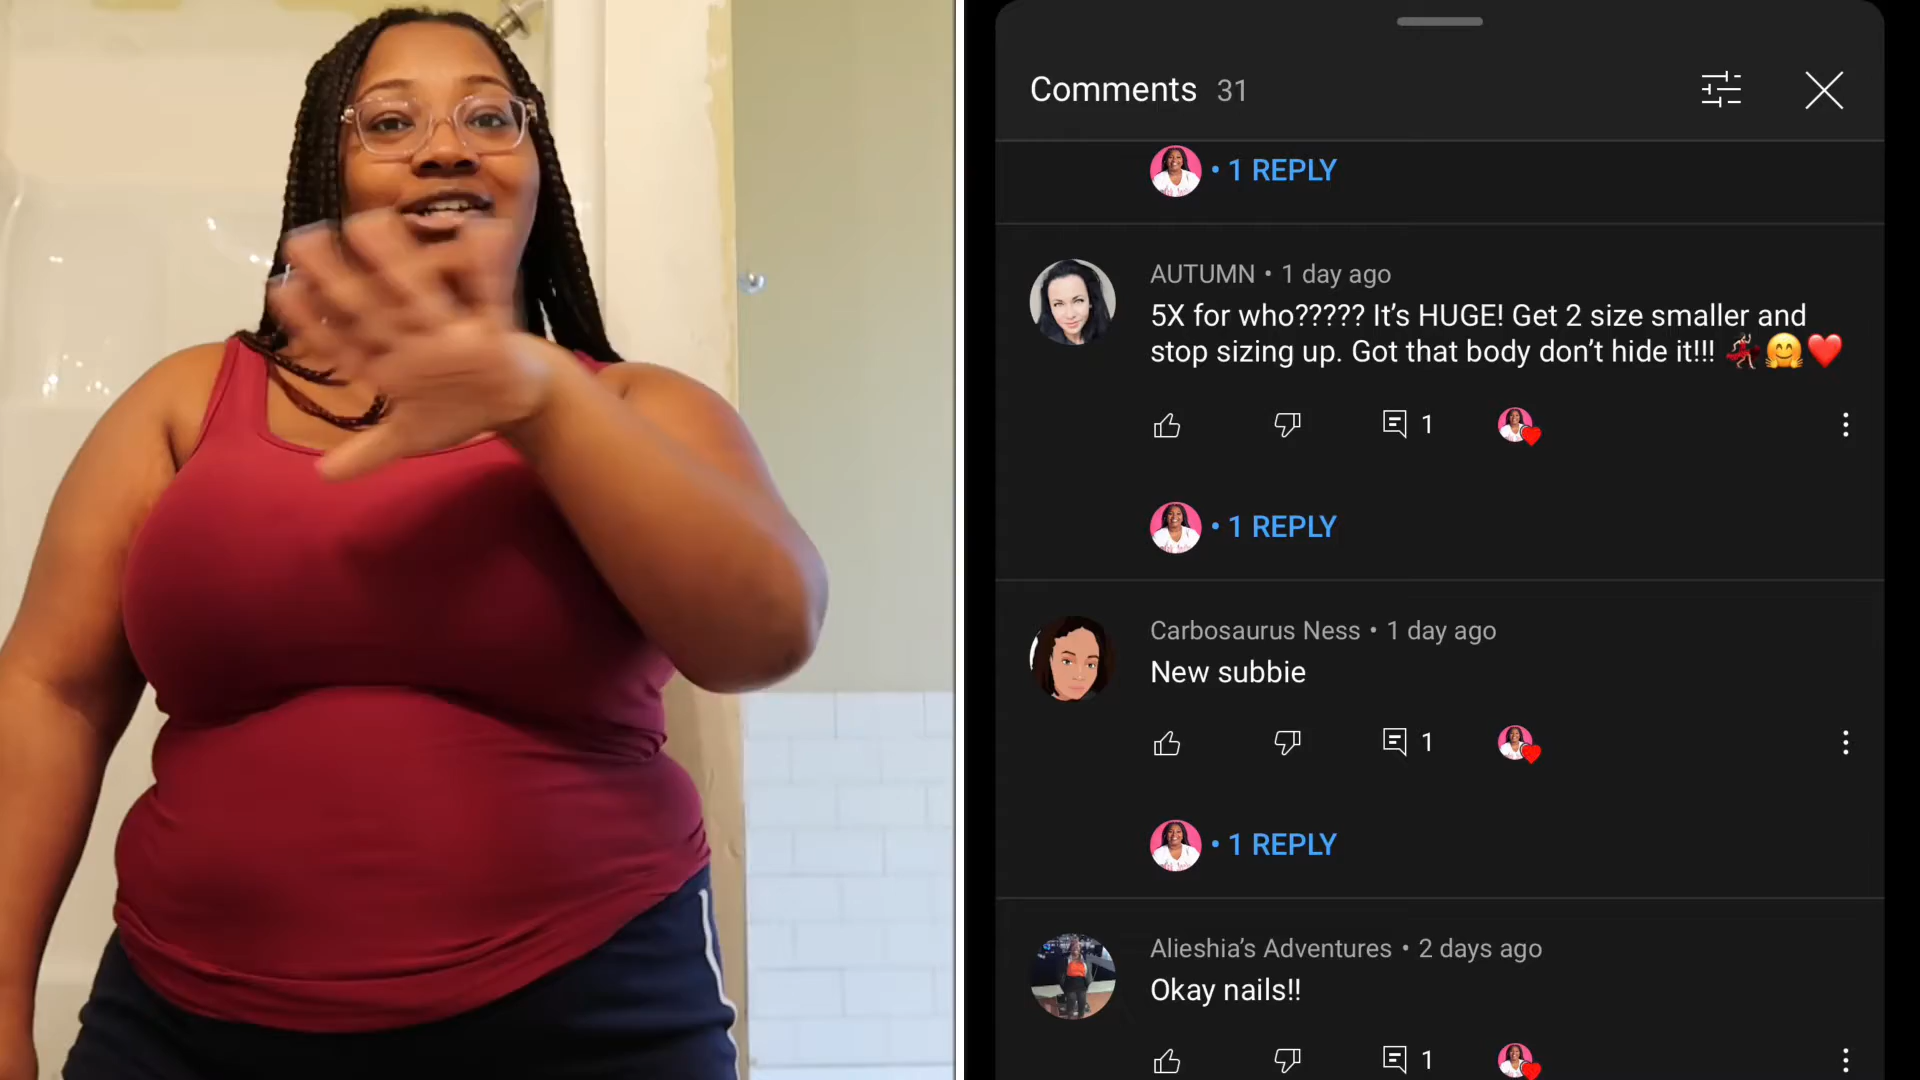 Comments 31
• 1 REPLY
AUTUMN • 1 day ago
5X for who????? It’s HUGE! Get 2 size smaller and
stop sizing up. Got that body don’t hide it!!! 💃🏿🤗❤️
1
• 1 REPLY
Carbosaurus Ness • 1 day ago
New subbie
1
• 1 REPLY
Alieshia’s Adventures • 2 days ago
Okay nails!!
1